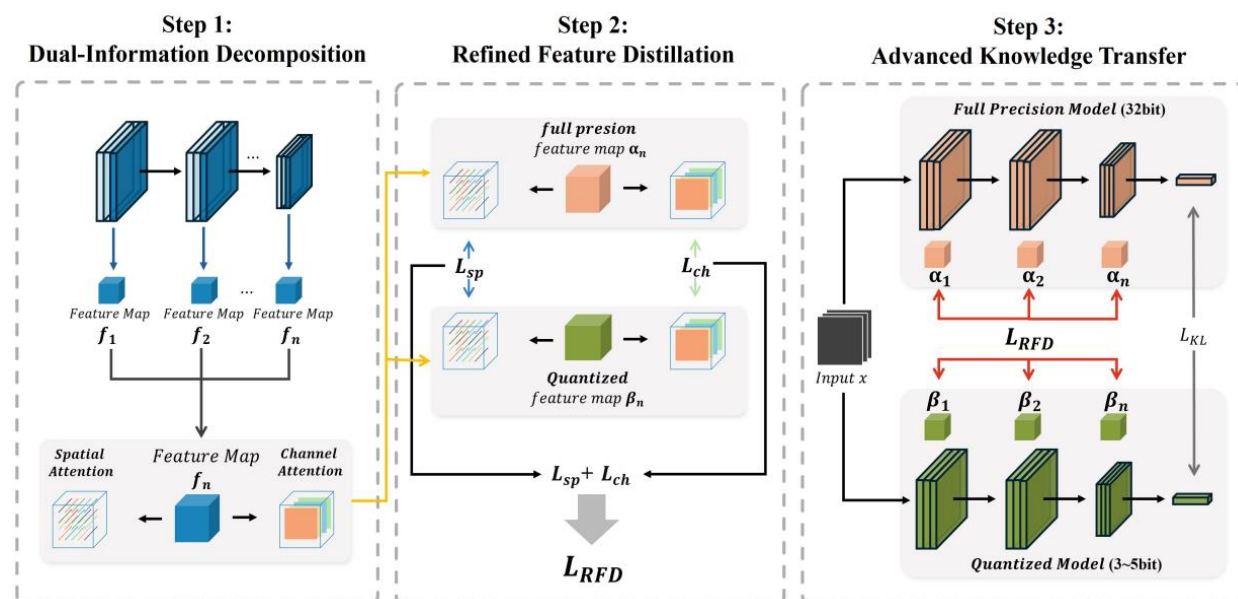 Step 1:
Dual-Information Decomposition
...
Feature Map
f₁
Feature Map
f₂
...
Feature Map
fₙ
Spatial
Attention
Feature Map
fₙ
Channel
Attention
Step 2:
Refined Feature Distillation
full presion
feature map αₙ
Lsp
Lch
Quantized
feature map βₙ
Lsp + Lch
LRFD
Step 3:
Advanced Knowledge Transfer
Full Precision Model (32bit)
...
α₁
α₂
αₙ
LRFD
LKL
Input x
β₁
β₂
βₙ
...
Quantized Model (3~5bit)